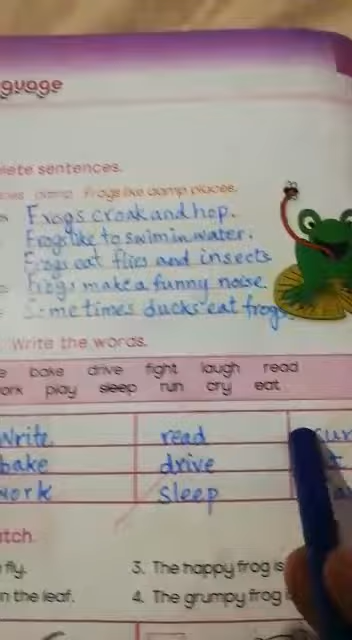 guage
lete sentences.
Frogs like damp places.
Frogs croak and hop.
Frogs like to swim in water.
Frogs eat flies and insects
Frogs make a funny noise.
Sometimes ducks eat frogs.
Write the words.
bake drive fight laugh read
ork play sleep run cry eat
Write read
bake drive
work sleep
tch.
fly. 3. The happy frog is
n the leaf. 4. The grumpy frog